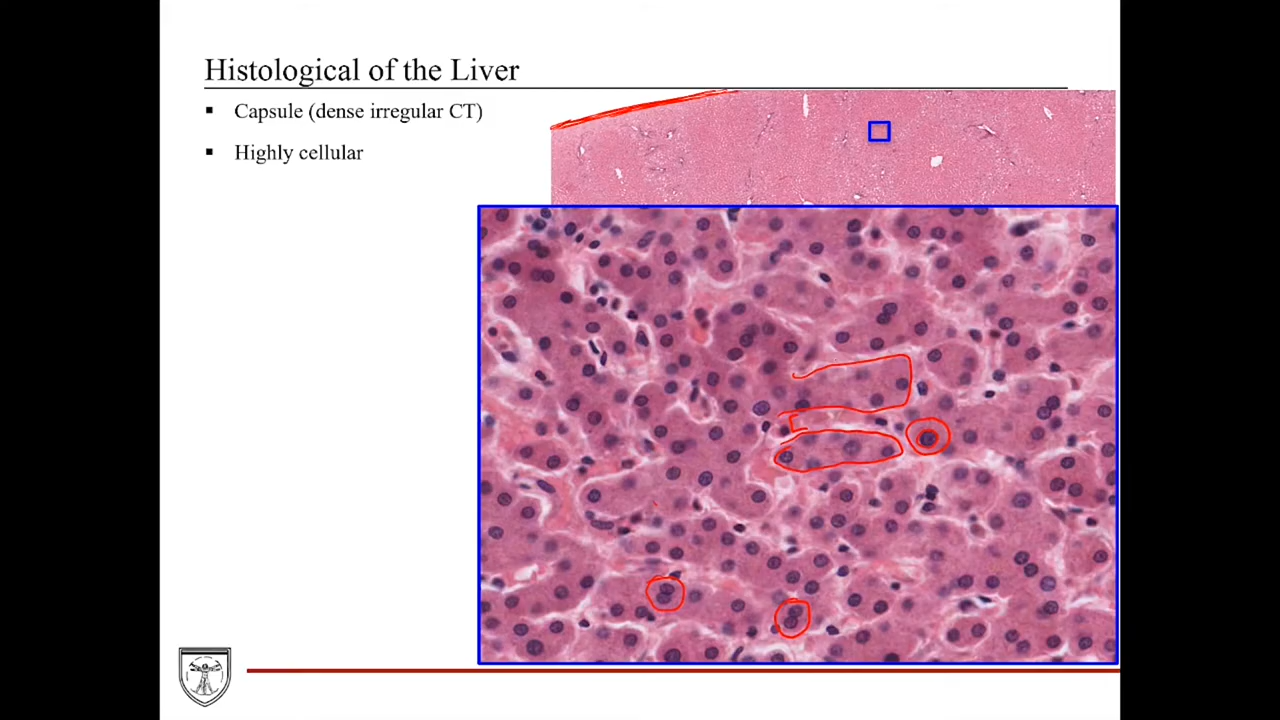 Histological of the Liver
▪ Capsule (dense irregular CT)
▪ Highly cellular